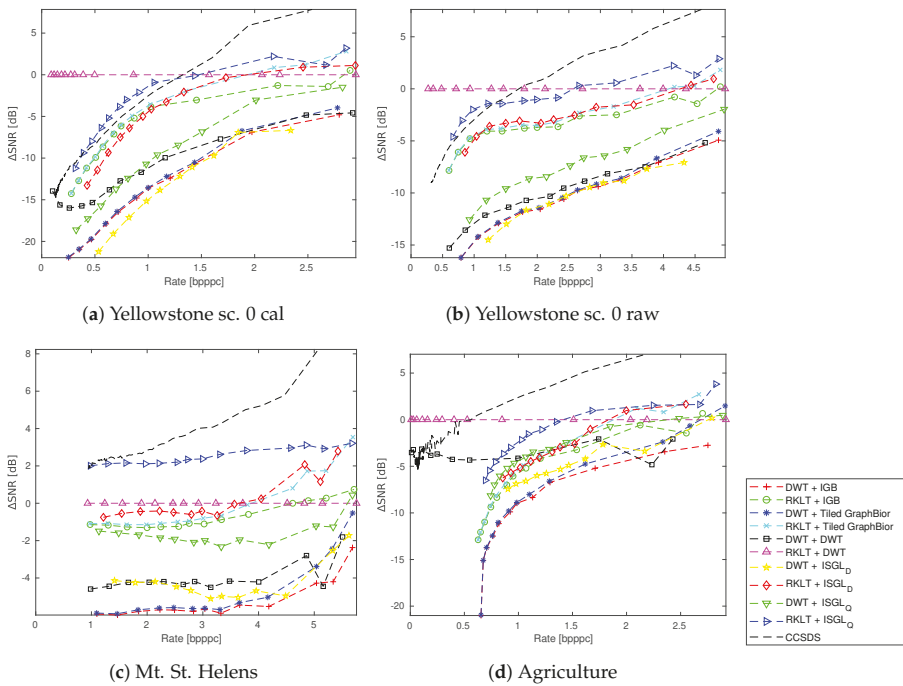 5
0
-5
-10
-15
-20
ΔSNR [dB]
0 0.5 1 1.5 2 2.5
Rate [bpppc]
(a) Yellowstone sc. 0 cal
5
0
-5
-10
-15
ΔSNR [dB]
0 0.5 1 1.5 2 2.5 3 3.5 4 4.5 5
Rate [bpppc]
(b) Yellowstone sc. 0 raw
8
6
4
2
0
-2
-4
ΔSNR [dB]
0 1 2 3 4 5
Rate [bpppc]
(c) Mt. St. Helens
5
0
-5
-10
-15
-20
ΔSNR [dB]
0 0.5 1 1.5 2 2.5
Rate [bpppc]
(d) Agriculture
DWT + IGB
RKLT + IGB
DWT + Tiled GraphBior
RKLT + Tiled GraphBior
DWT + DWT
RKLT + DWT
DWT + ISGL_D
RKLT + ISGL_D
DWT + ISGL_Q
RKLT + ISGL_Q
CCSDS